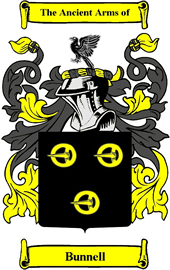 The Ancient Arms of
Bunnell